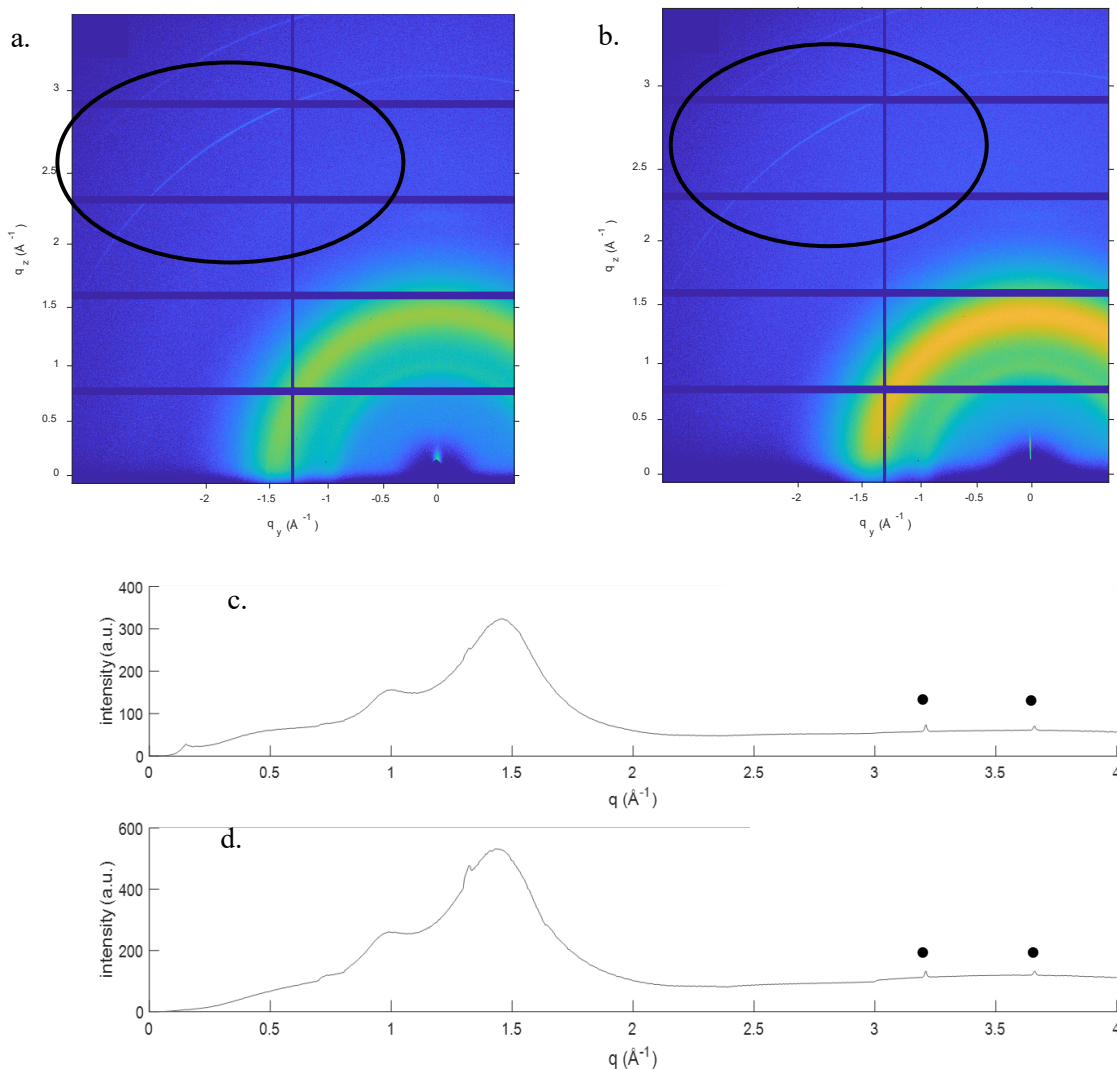 a.
3
2.5
2
1.5
1
0.5
0
q z (Å -1)
-2
-1.5
-1
-0.5
0
q y (Å -1)
b.
3
2.5
2
1.5
1
0.5
0
q z (Å -1)
-2
-1.5
-1
-0.5
0
q y (Å -1)
c.
400
300
200
100
0
intensity (a.u.)
0 0.5 1 1.5 2 2.5 3 3.5 4
q (Å-1)
d.
600
400
200
0
intensity (a.u.)
0 0.5 1 1.5 2 2.5 3 3.5 4
q (Å-1)